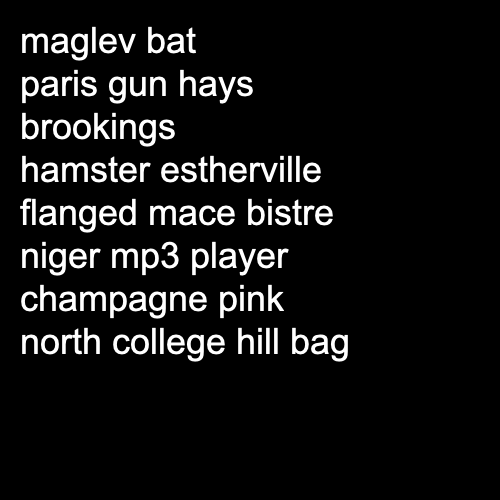 maglev bat
paris gun hays
brookings
hamster estherville
flanged mace bistre
niger mp3 player
champagne pink
north college hill bag